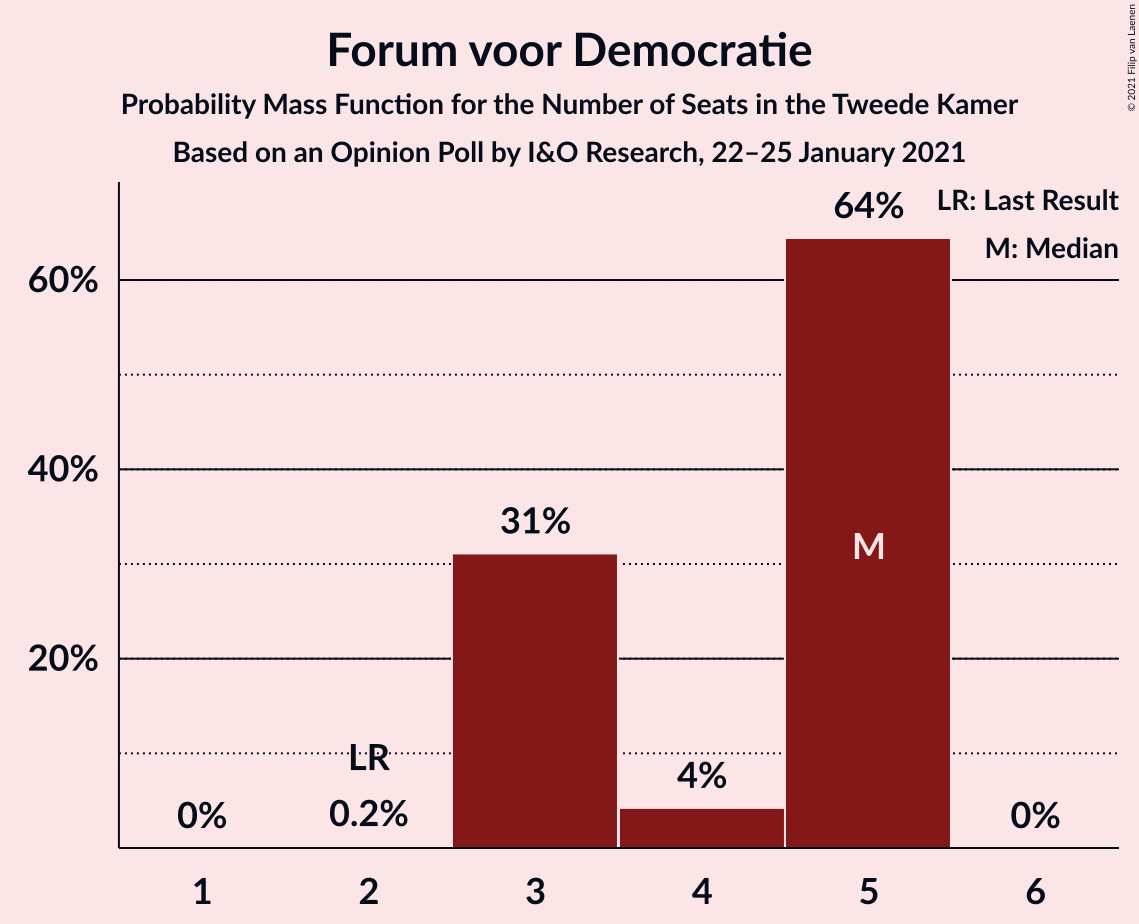 Forum voor Democratie
Probability Mass Function for the Number of Seats in the Tweede Kamer
Based on an Opinion Poll by I&O Research, 22–25 January 2021
© 2021 Filip van Laenen
LR: Last Result
M: Median
60%
40%
20%
0%
LR
0.2%
31%
4%
64%
M
0%
1
2
3
4
5
6